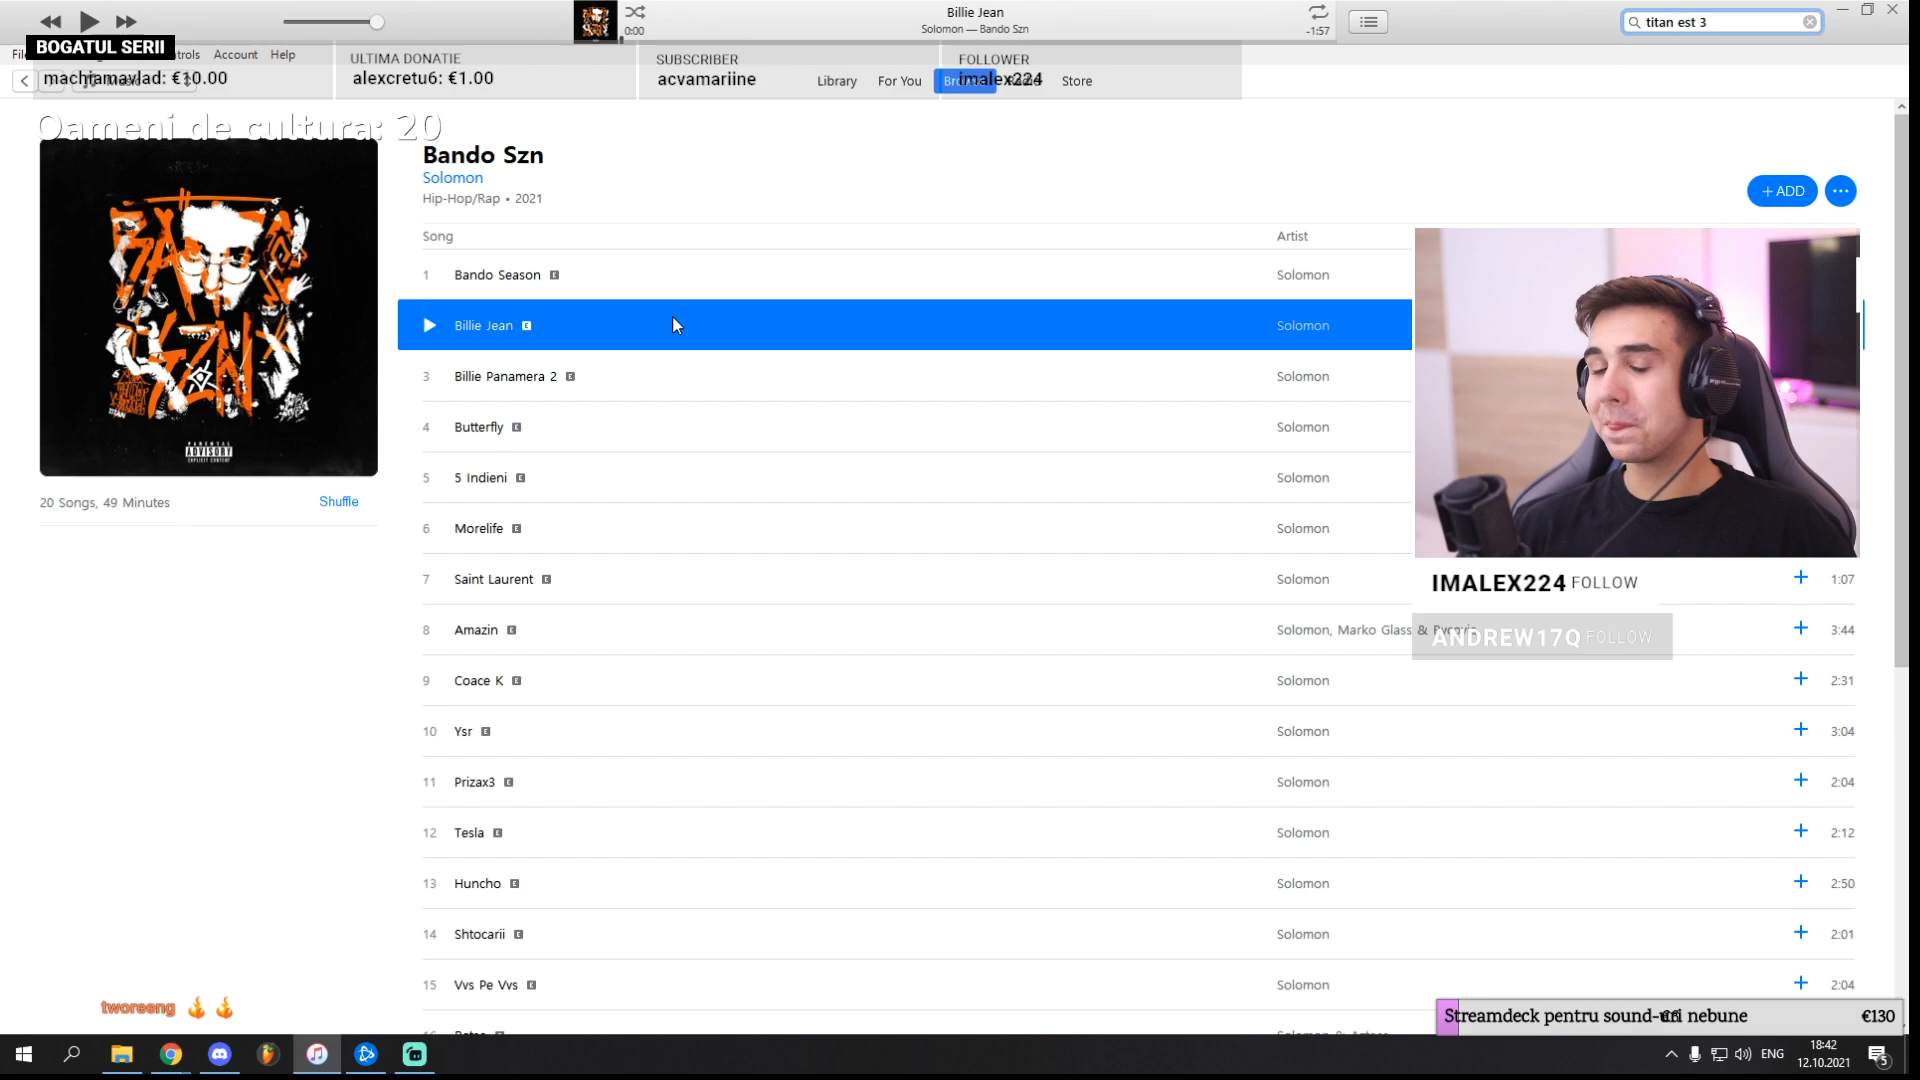 Billie Jean
Solomon — Bando Szn
0:00
-1:57
titan est 3
BOGATUL SERII
Account
Help
machiamavlad: €10.00
ULTIMA DONATIE
alexcretu6: €1.00
SUBSCRIBER
acvamariine
FOLLOWER
imalex224
Library
For You
Store
Oameni de cultura: 20
Bando Szn
Solomon
Hip-Hop/Rap • 2021
+ ADD
Song
Artist
1 Bando Season E Solomon
Billie Jean E Solomon
3 Billie Panamera 2 E Solomon
4 Butterfly E Solomon
5 5 Indieni E Solomon
6 Morelife E Solomon
7 Saint Laurent E Solomon + 1:07
8 Amazin E Solomon, Marko Glass & + 3:44
9 Coace K E Solomon + 2:31
10 Ysr E Solomon + 3:04
11 Prizax3 E Solomon + 2:04
12 Tesla E Solomon + 2:12
13 Huncho E Solomon + 2:50
14 Shtocarii E Solomon + 2:01
15 Vvs Pe Vvs E Solomon + 2:04
PARENTAL
ADVISORY
EXPLICIT CONTENT
20 Songs, 49 Minutes
Shuffle
IMALEX224 FOLLOW
ANDREW17Q FOLLOW
tworeeng
Streamdeck pentru sound-uri nebune
€130
ENG
18:42
12.10.2021
5